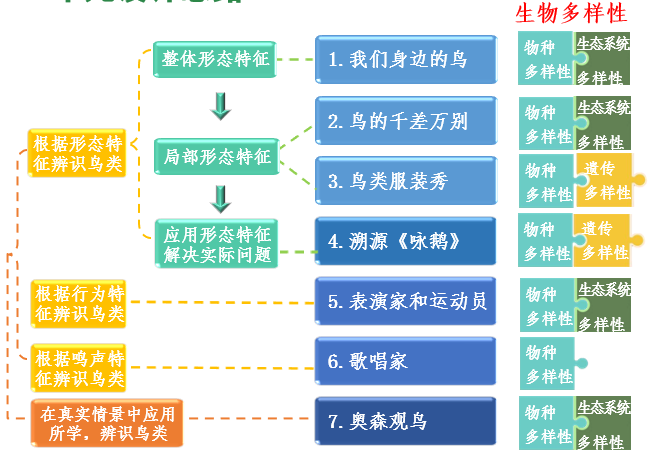 生物多样性
整体形态特征
1.我们身边的鸟
物种
多样性
生态系统
多样性
2.鸟的千差万别
物种
多样性
生态系统
多样性
根据形态特
征辨识鸟类
局部形态特征
3.鸟类服装秀
物种
多样性
遗传
多样性
应用形态特征
解决实际问题
4.溯源《咏鹅》
物种
多样性
遗传
多样性
根据行为特
征辨识鸟类
5.表演家和运动员
物种
多样性
生态系统
多样性
根据鸣声特
征辨识鸟类
6.歌唱家
物种
多样性
在真实情景中应用
所学，辨识鸟类
7.奥森观鸟
物种
多样性
生态系统
多样性